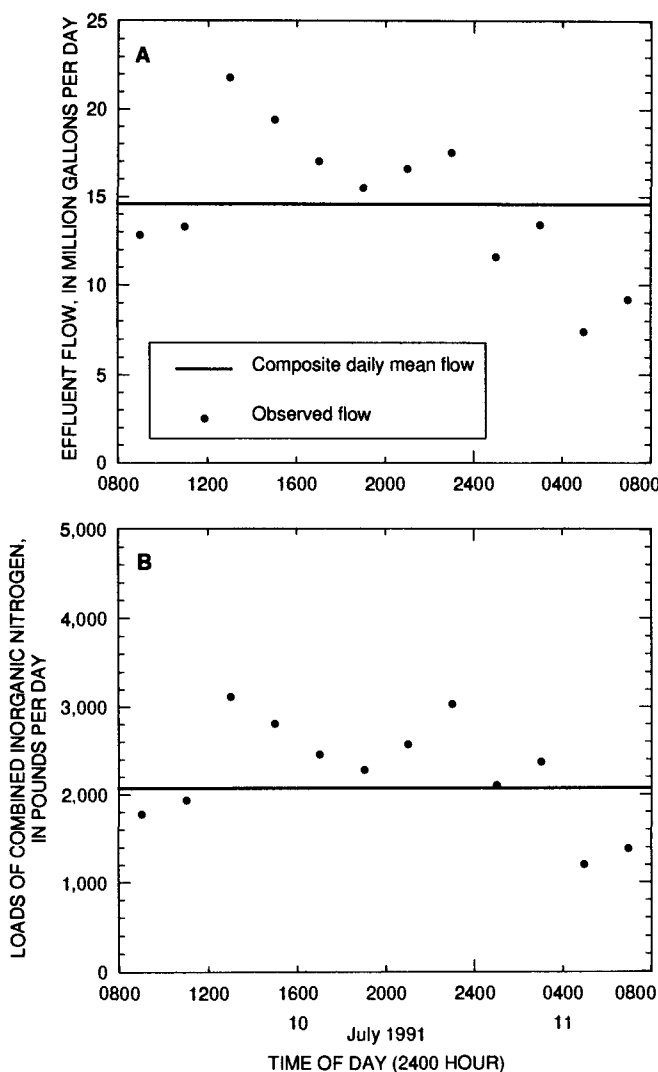 EFFLUENT FLOW, IN MILLION GALLONS PER DAY
A
25
20
15
10
5
0
Composite daily mean flow
Observed flow
0800 1200 1600 2000 2400 0400 0800
LOADS OF COMBINED INORGANIC NITROGEN,
IN POUNDS PER DAY
B
5,000
4,000
3,000
2,000
1,000
0
0800 1200 1600 2000 2400 0400 0800
10 11
July 1991
TIME OF DAY (2400 HOUR)